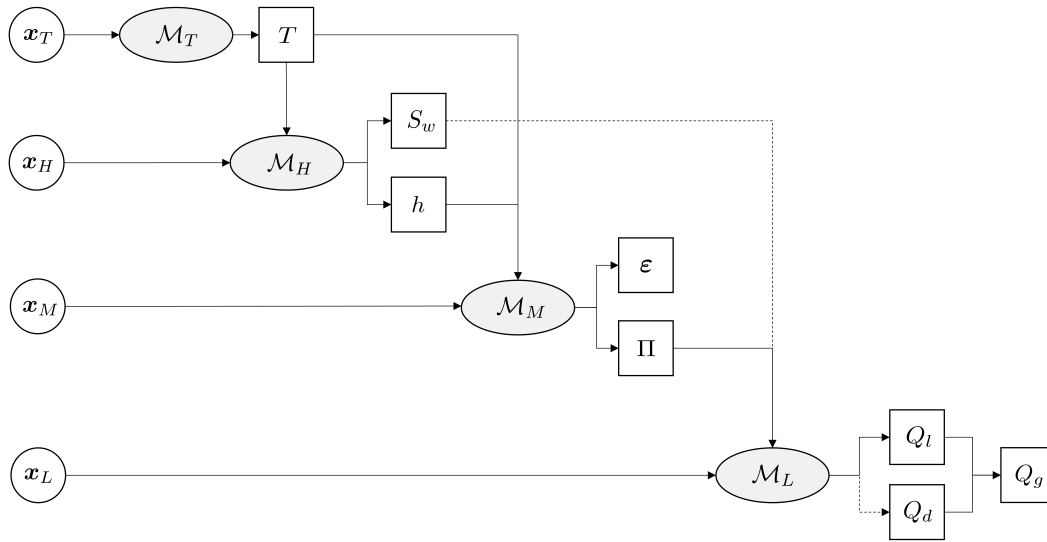 𝒙_T
ℳ_T
T
S_w
𝒙_H
ℳ_H
h
𝜺
𝒙_M
ℳ_M
Π
Q_l
𝒙_L
ℳ_L
Q_g
Q_d